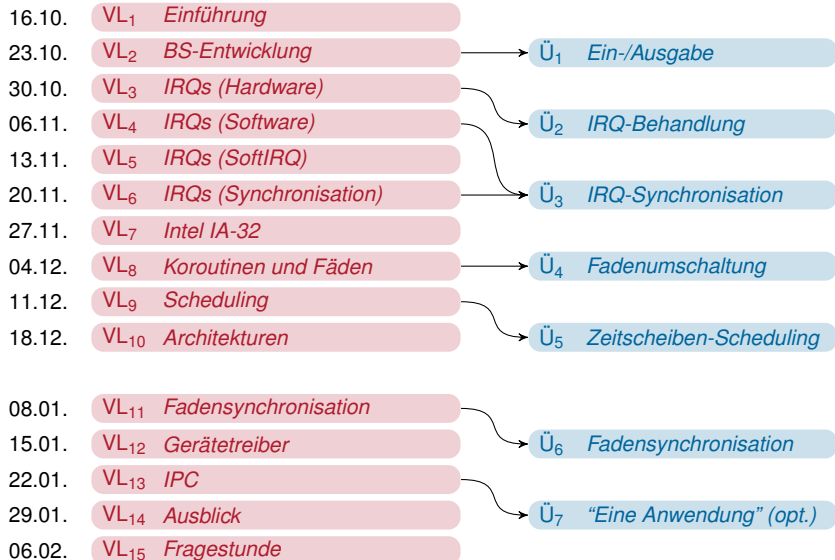 16.10. VL1 Einführung
23.10. VL2 BS-Entwicklung Ü1 Ein-/Ausgabe
30.10. VL3 IRQs (Hardware)
06.11. VL4 IRQs (Software) Ü2 IRQ-Behandlung
13.11. VL5 IRQs (SoftIRQ)
20.11. VL6 IRQs (Synchronisation) Ü3 IRQ-Synchronisation
27.11. VL7 Intel IA-32
04.12. VL8 Koroutinen und Fäden Ü4 Fadenumschaltung
11.12. VL9 Scheduling
18.12. VL10 Architekturen Ü5 Zeitscheiben-Scheduling
08.01. VL11 Fadensynchronisation
15.01. VL12 Gerätetreiber Ü6 Fadensynchronisation
22.01. VL13 IPC
29.01. VL14 Ausblick Ü7 “Eine Anwendung” (opt.)
06.02. VL15 Fragestunde